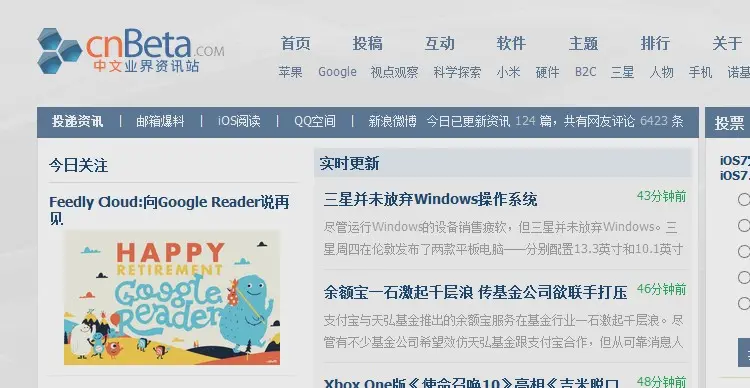 cnBeta.COM
中文业界资讯站
首页 投稿 互动 软件 主题 排行 关于
苹果 Google 视点观察 科学探索 小米 硬件 B2C 三星 人物 手机 诺基
投递资讯 | 邮箱爆料 | iOS阅读 | QQ空间 | 新浪微博 今日已更新资讯 124 篇，共有网友评论 6423 条
投票
今日关注
Feedly Cloud:向Google Reader说再
见
HAPPY
RETIREMENT
Google
Reader
实时更新
三星并未放弃Windows操作系统 43分钟前
尽管运行Windows的设备销售疲软，但三星并未放弃Windows。三
星周四在伦敦发布了两款平板电脑——分别配置13.3英寸和10.1英寸
余额宝一石激起千层浪 传基金公司欲联手打压 46分钟前
支付宝与天弘基金推出的余额宝服务在基金行业一石激起千层浪。尽
管有不少基金公司希望效仿天弘基金跟支付宝合作，但从可靠消息人
Xbox One版《使命召唤10》亮相《吉米脱口 48分钟前
iOS7
iOS7.